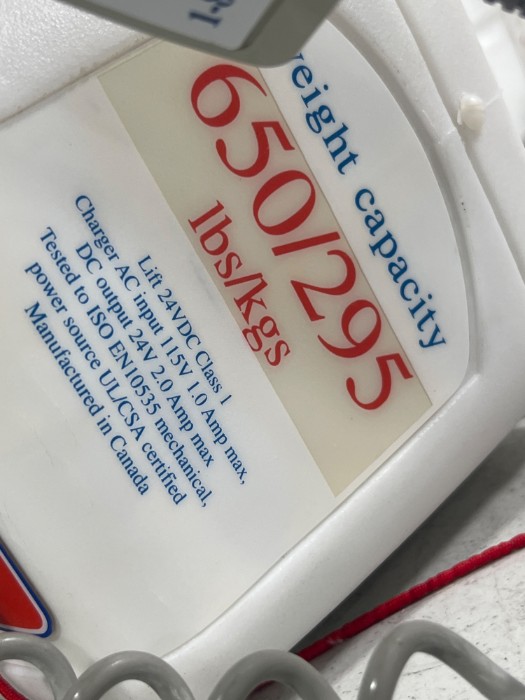 weight capacity
650/295
lbs/kgs
Lift 24VDC Class 1
Charger AC input 115V 1.0 Amp max,
DC output 24V 2.0 Amp max
Tested to ISO EN10535 mechanical,
power source UL/CSA certified
Manufactured in Canada